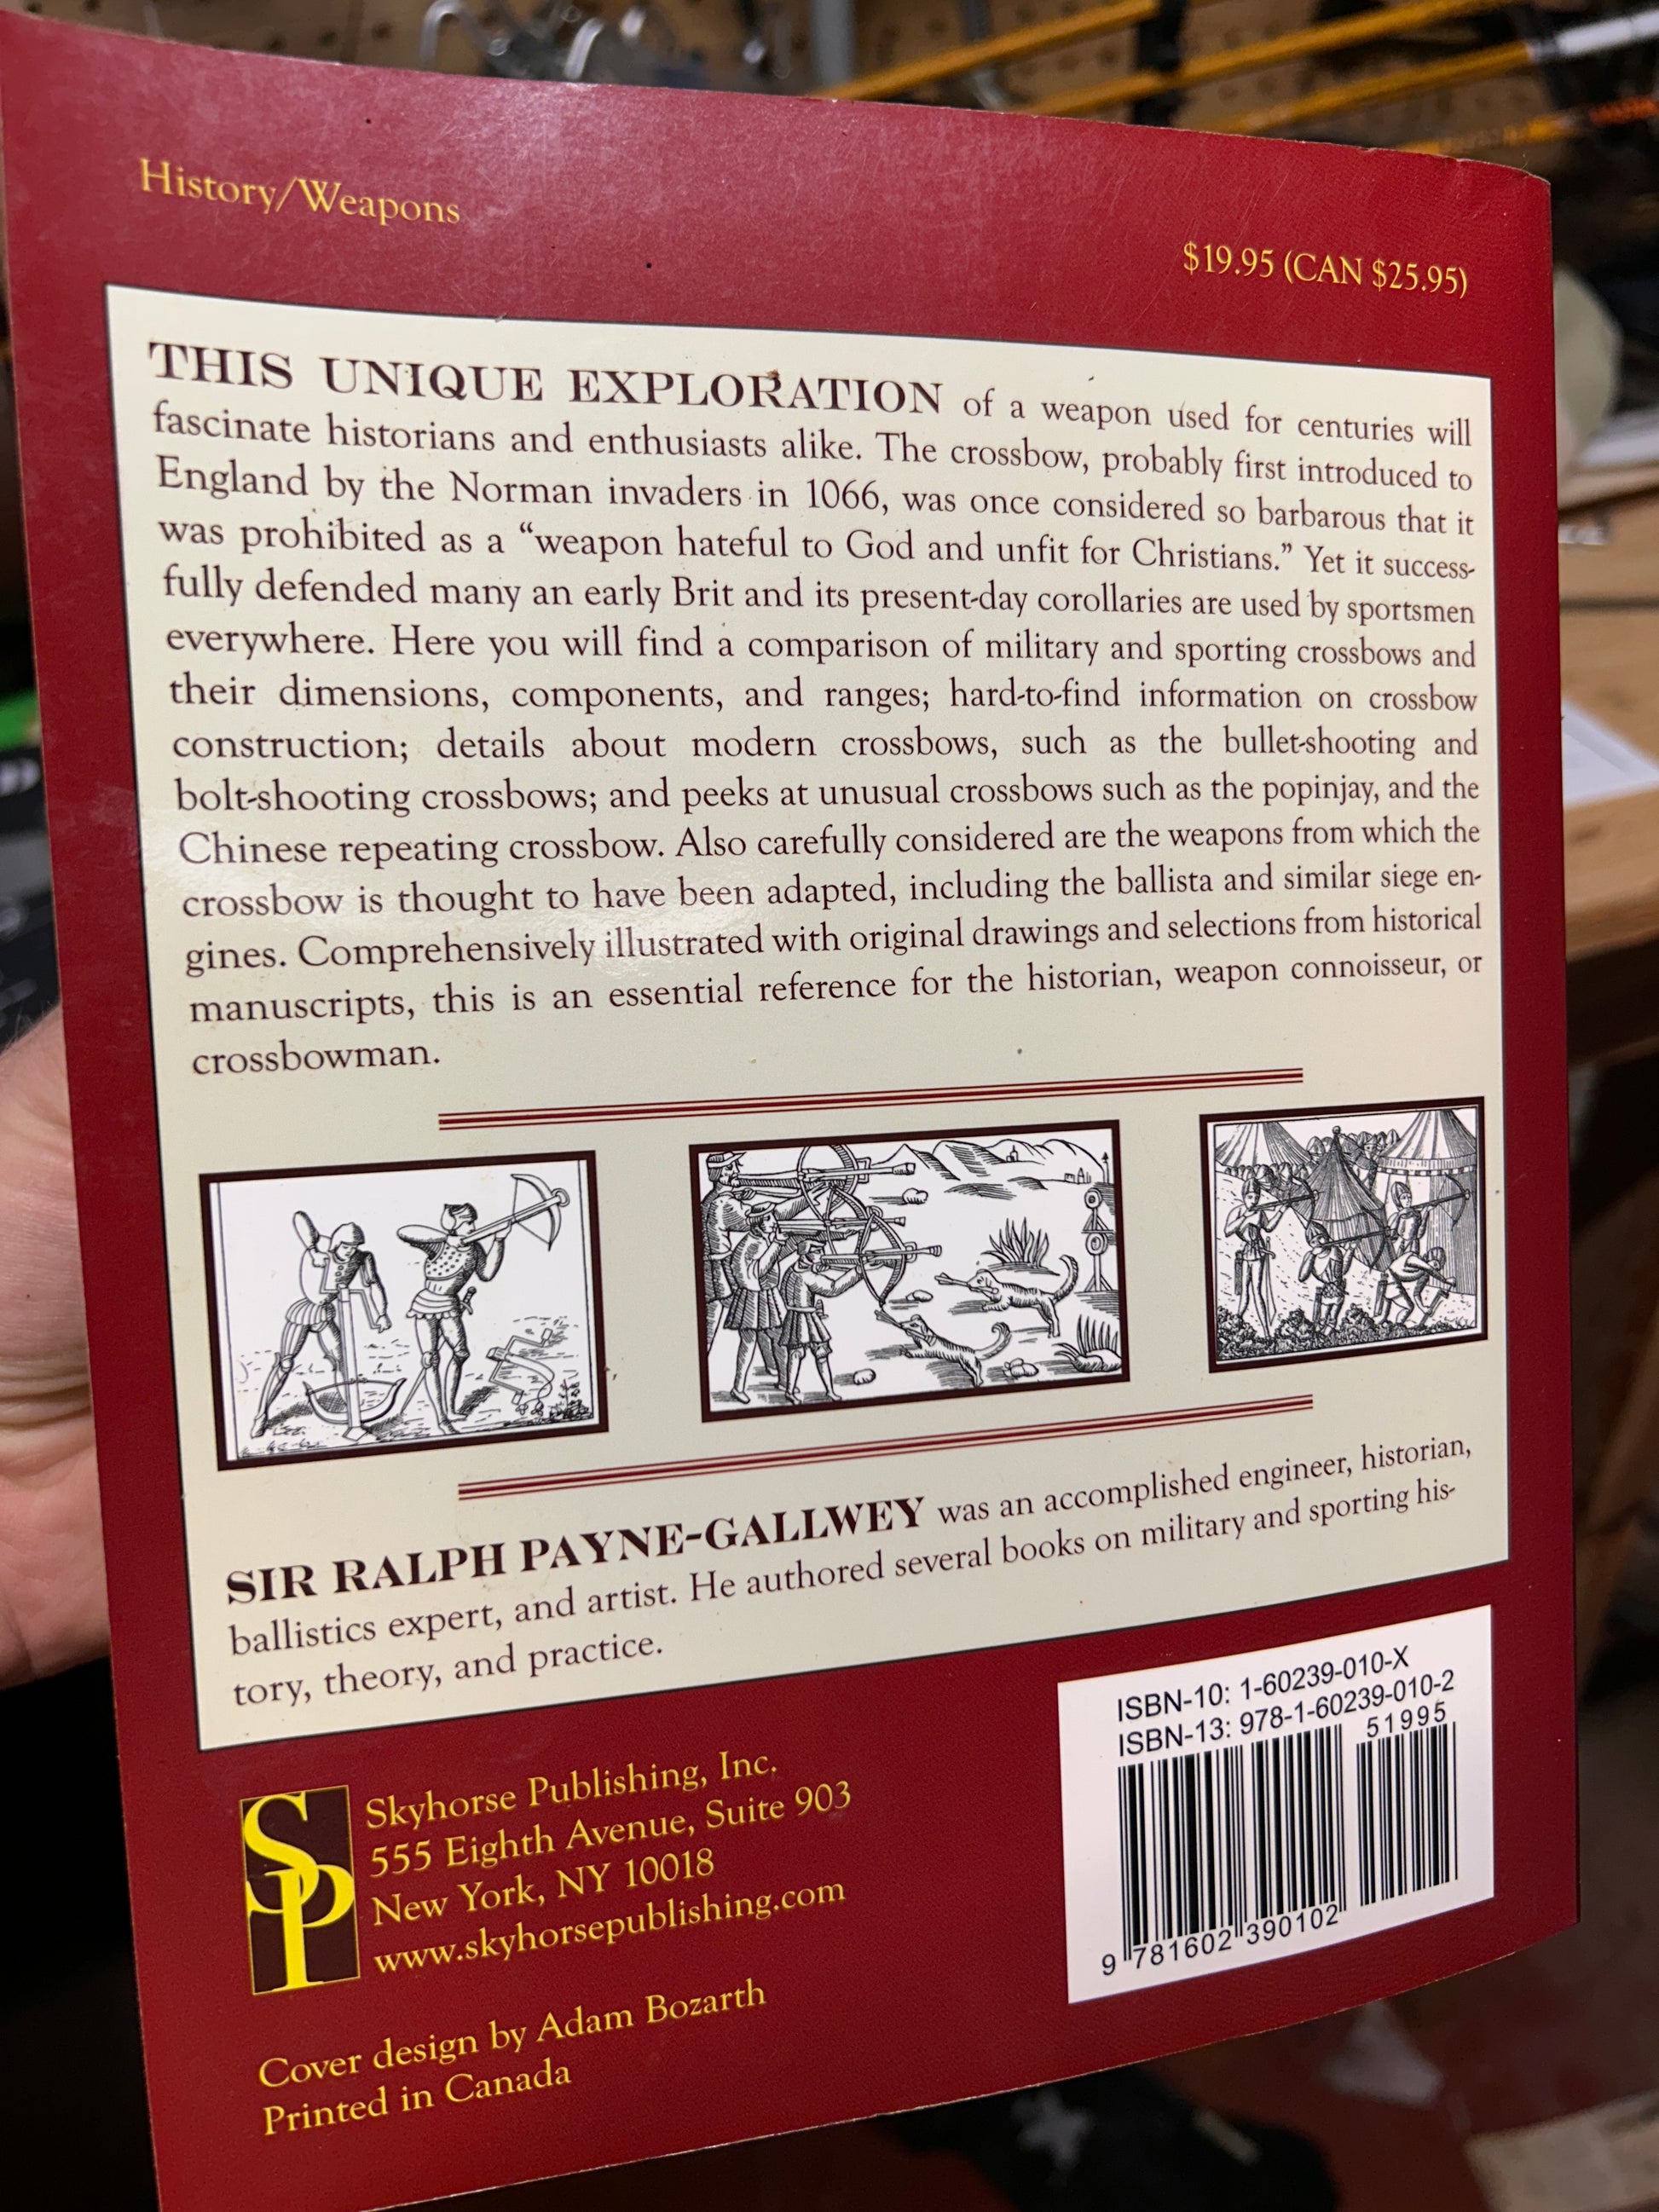 History/Weapons
$19.95 (CAN $25.95)
THIS UNIQUE EXPLORATION of a weapon used for centuries will
fascinate historians and enthusiasts alike. The crossbow, probably first introduced to
England by the Norman invaders in 1066, was once considered so barbarous that it
was prohibited as a “weapon hateful to God and unfit for Christians.” Yet it success-
fully defended many an early Brit and its present-day corollaries are used by sportsmen
everywhere. Here you will find a comparison of military and sporting crossbows and
their dimensions, components, and ranges; hard-to-find information on crossbow
construction; details about modern crossbows, such as the bullet-shooting and
bolt-shooting crossbows; and peeks at unusual crossbows such as the popinjay, and the
Chinese repeating crossbow. Also carefully considered are the weapons from which the
crossbow is thought to have been adapted, including the ballista and similar siege en-
gines. Comprehensively illustrated with original drawings and selections from historical
manuscripts, this is an essential reference for the historian, weapon connoisseur, or
crossbowman.
SIR RALPH PAYNE-GALLWEY was an accomplished engineer, historian,
ballistics expert, and artist. He authored several books on military and sporting his-
tory, theory, and practice.
SP
Skyhorse Publishing, Inc.
555 Eighth Avenue, Suite 903
New York, NY 10018
www.skyhorsepublishing.com
Cover design by Adam Bozarth
Printed in Canada
ISBN-10: 1-60239-010-X
ISBN-13: 978-1-60239-010-2
51995
9 781602 390102